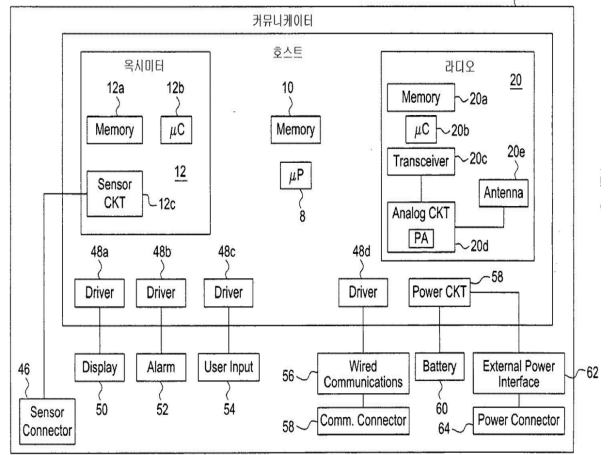 커뮤니케이터
호스트
옥시미터
12a
12b
Memory
μC
12
Sensor
CKT
12c
10
Memory
μP
8
라디오
20
Memory
20a
μC
20b
Transceiver
20c
20e
Antenna
Analog CKT
PA
20d
48a
48b
48c
48d
58
Driver
Driver
Driver
Driver
Power CKT
46
Sensor
Connector
Display
50
Alarm
52
User Input
54
56
Wired
Communications
Battery
60
External Power
Interface
62
58
Comm. Connector
64
Power Connector